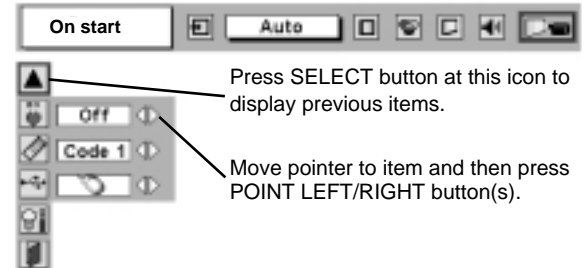 On start
Auto
Press SELECT button at this icon to
display previous items.
Off
Code 1
Move pointer to item and then press
POINT LEFT/RIGHT button(s).